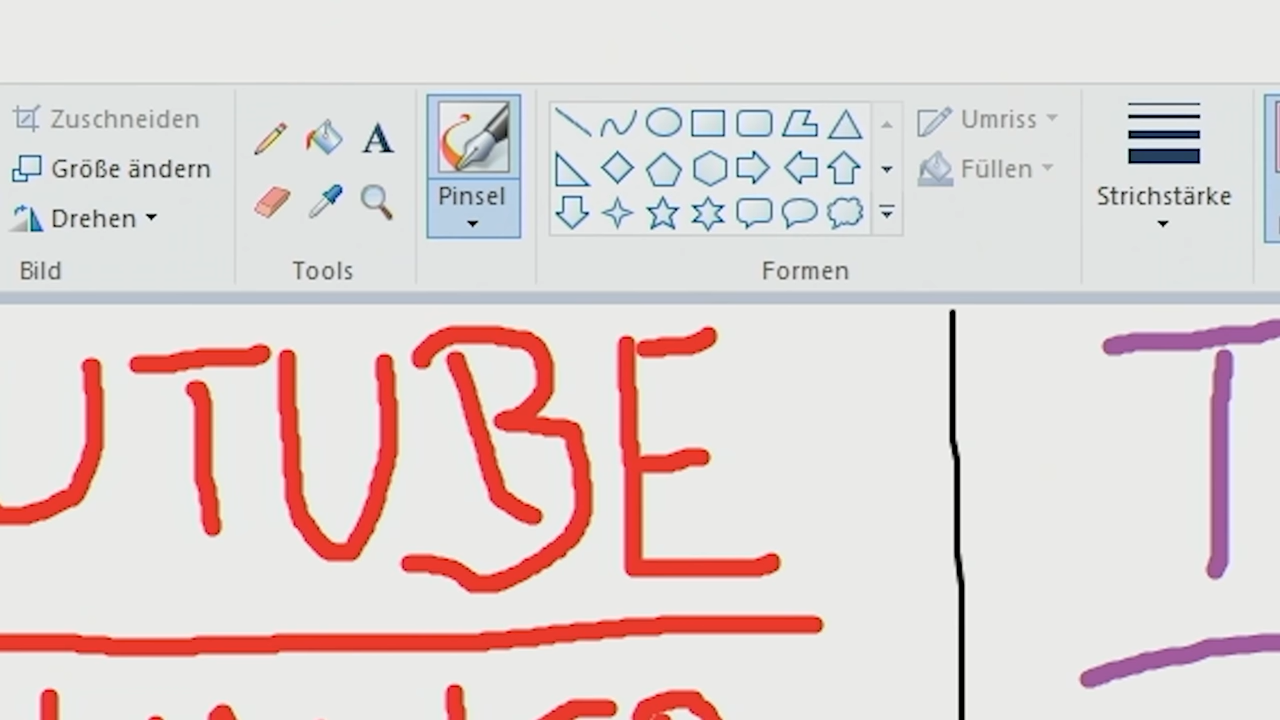 Zuschneiden
Größe ändern
Drehen
Bild
A
Tools
Pinsel
Formen
Umriss
Füllen
Strichstärke
UTUBE
T